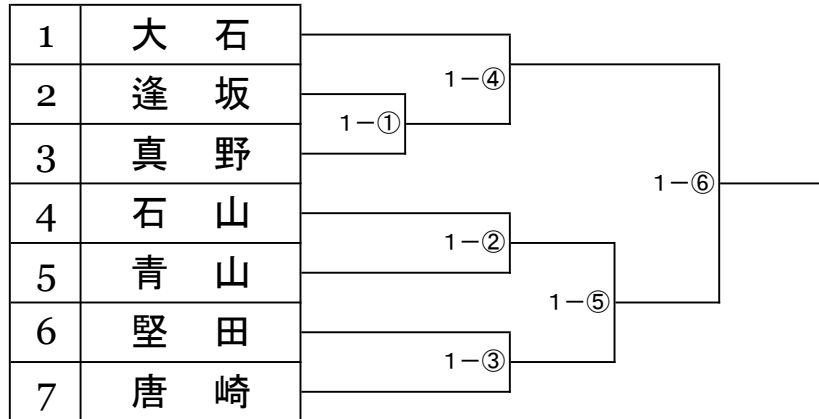 1 大 石
1－④
2 逢 坂
1－①
3 真 野
1－⑥
4 石 山
1－②
5 青 山
1－⑤
6 堅 田
1－③
7 唐 崎